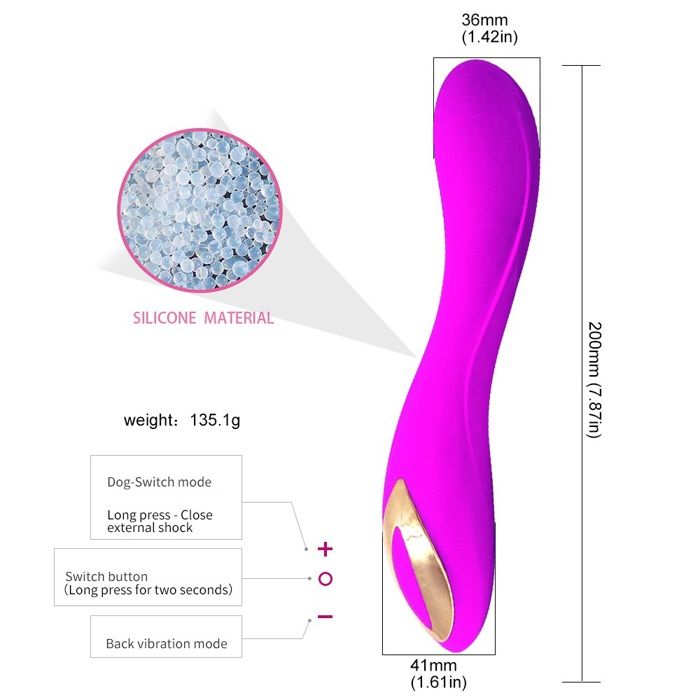 36mm
(1.42in)
SILICONE MATERIAL
200mm (7.87in)
weight: 135.1g
Dog-Switch mode
Long press - Close
external shock
+
Switch button
(Long press for two seconds)
O
Back vibration mode
−
41mm
(1.61in)